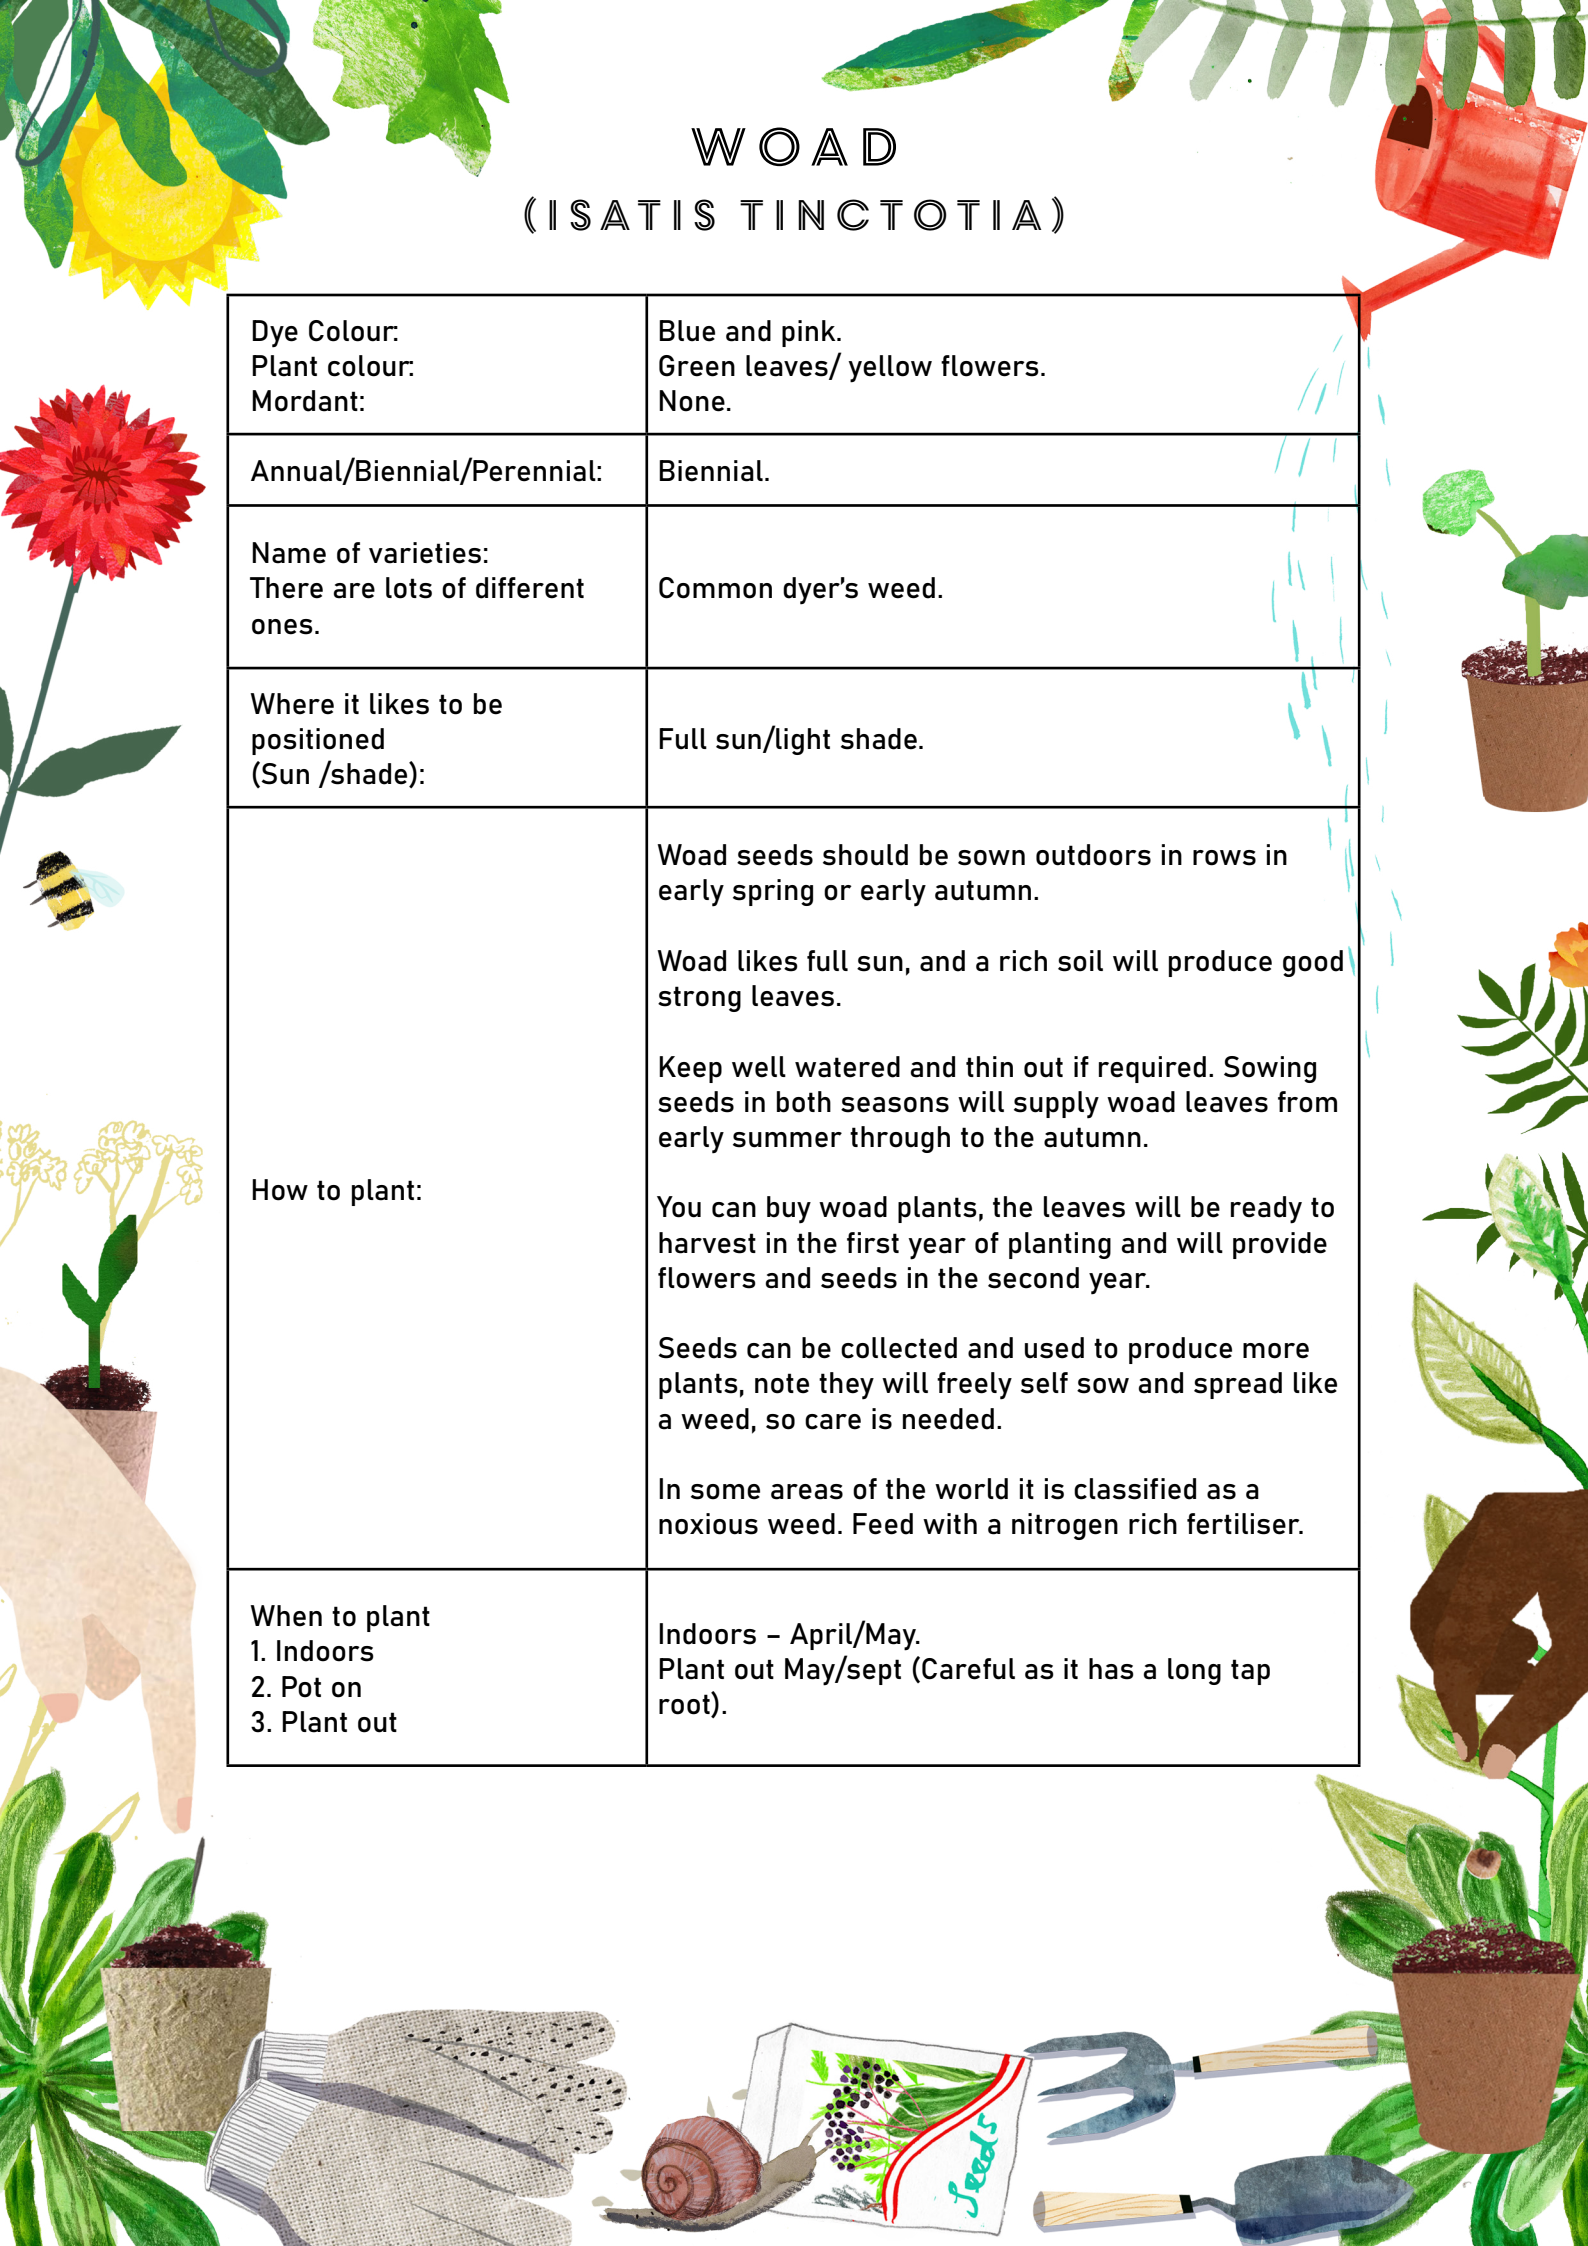 WOAD
(ISATIS TINCTOTIA)
Dye Colour:
Plant colour:
Mordant:
Blue and pink.
Green leaves/ yellow flowers.
None.
Annual/Biennial/Perennial:
Biennial.
Name of varieties:
There are lots of different
ones.
Common dyer’s weed.
Where it likes to be
positioned
(Sun /shade):
Full sun/light shade.
How to plant:
Woad seeds should be sown outdoors in rows in
early spring or early autumn.
Woad likes full sun, and a rich soil will produce good
strong leaves.
Keep well watered and thin out if required. Sowing
seeds in both seasons will supply woad leaves from
early summer through to the autumn.
You can buy woad plants, the leaves will be ready to
harvest in the first year of planting and will provide
flowers and seeds in the second year.
Seeds can be collected and used to produce more
plants, note they will freely self sow and spread like
a weed, so care is needed.
In some areas of the world it is classified as a
noxious weed. Feed with a nitrogen rich fertiliser.
When to plant
1. Indoors
2. Pot on
3. Plant out
Indoors – April/May.
Plant out May/sept (Careful as it has a long tap
root).
Seeds